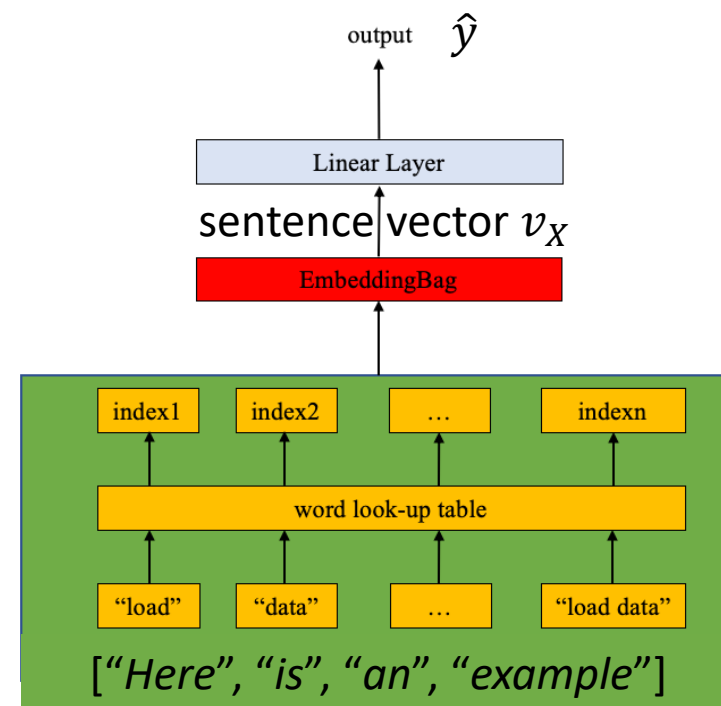 output ŷ
Linear Layer
sentence vector v_X
EmbeddingBag
index1 index2 … indexn
word look-up table
“load” “data” … “load data”
[“Here”, “is”, “an”, “example”]